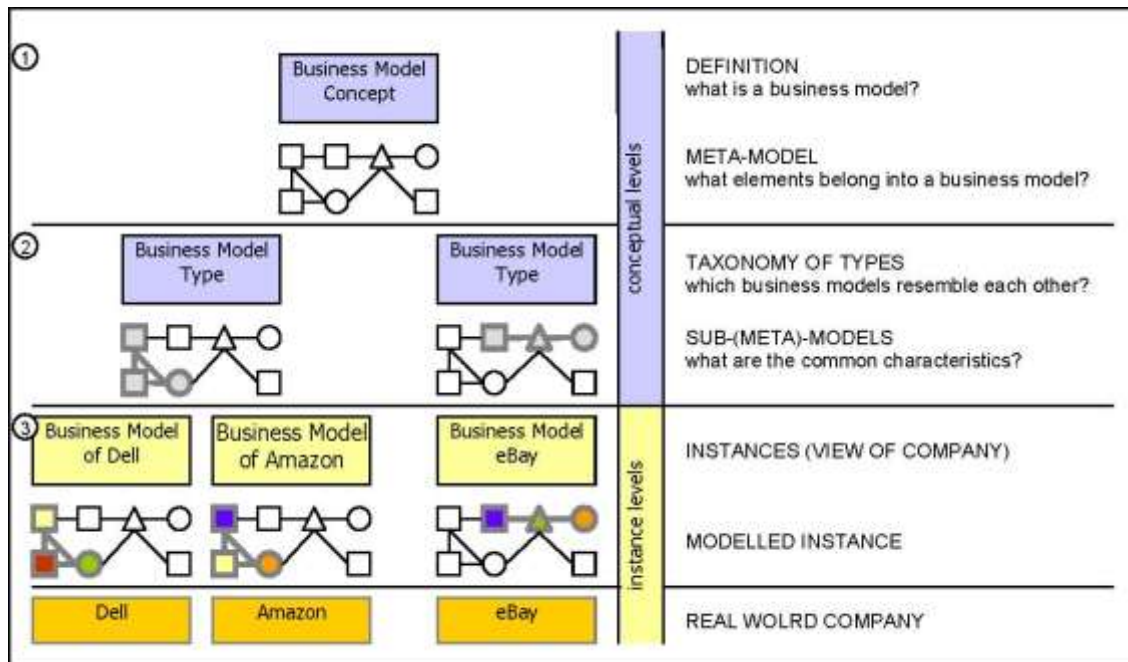 1
Business Model
Concept
DEFINITION
what is a business model?
META-MODEL
what elements belong into a business model?
conceptual levels
2
Business Model
Type
Business Model
Type
TAXONOMY OF TYPES
which business models resemble each other?
SUB-(META)-MODELS
what are the common characteristics?
3
Business Model
of Dell
Business Model
of Amazon
Business Model
eBay
INSTANCES (VIEW OF COMPANY)
instance levels
MODELLED INSTANCE
Dell
Amazon
eBay
REAL WOLRD COMPANY